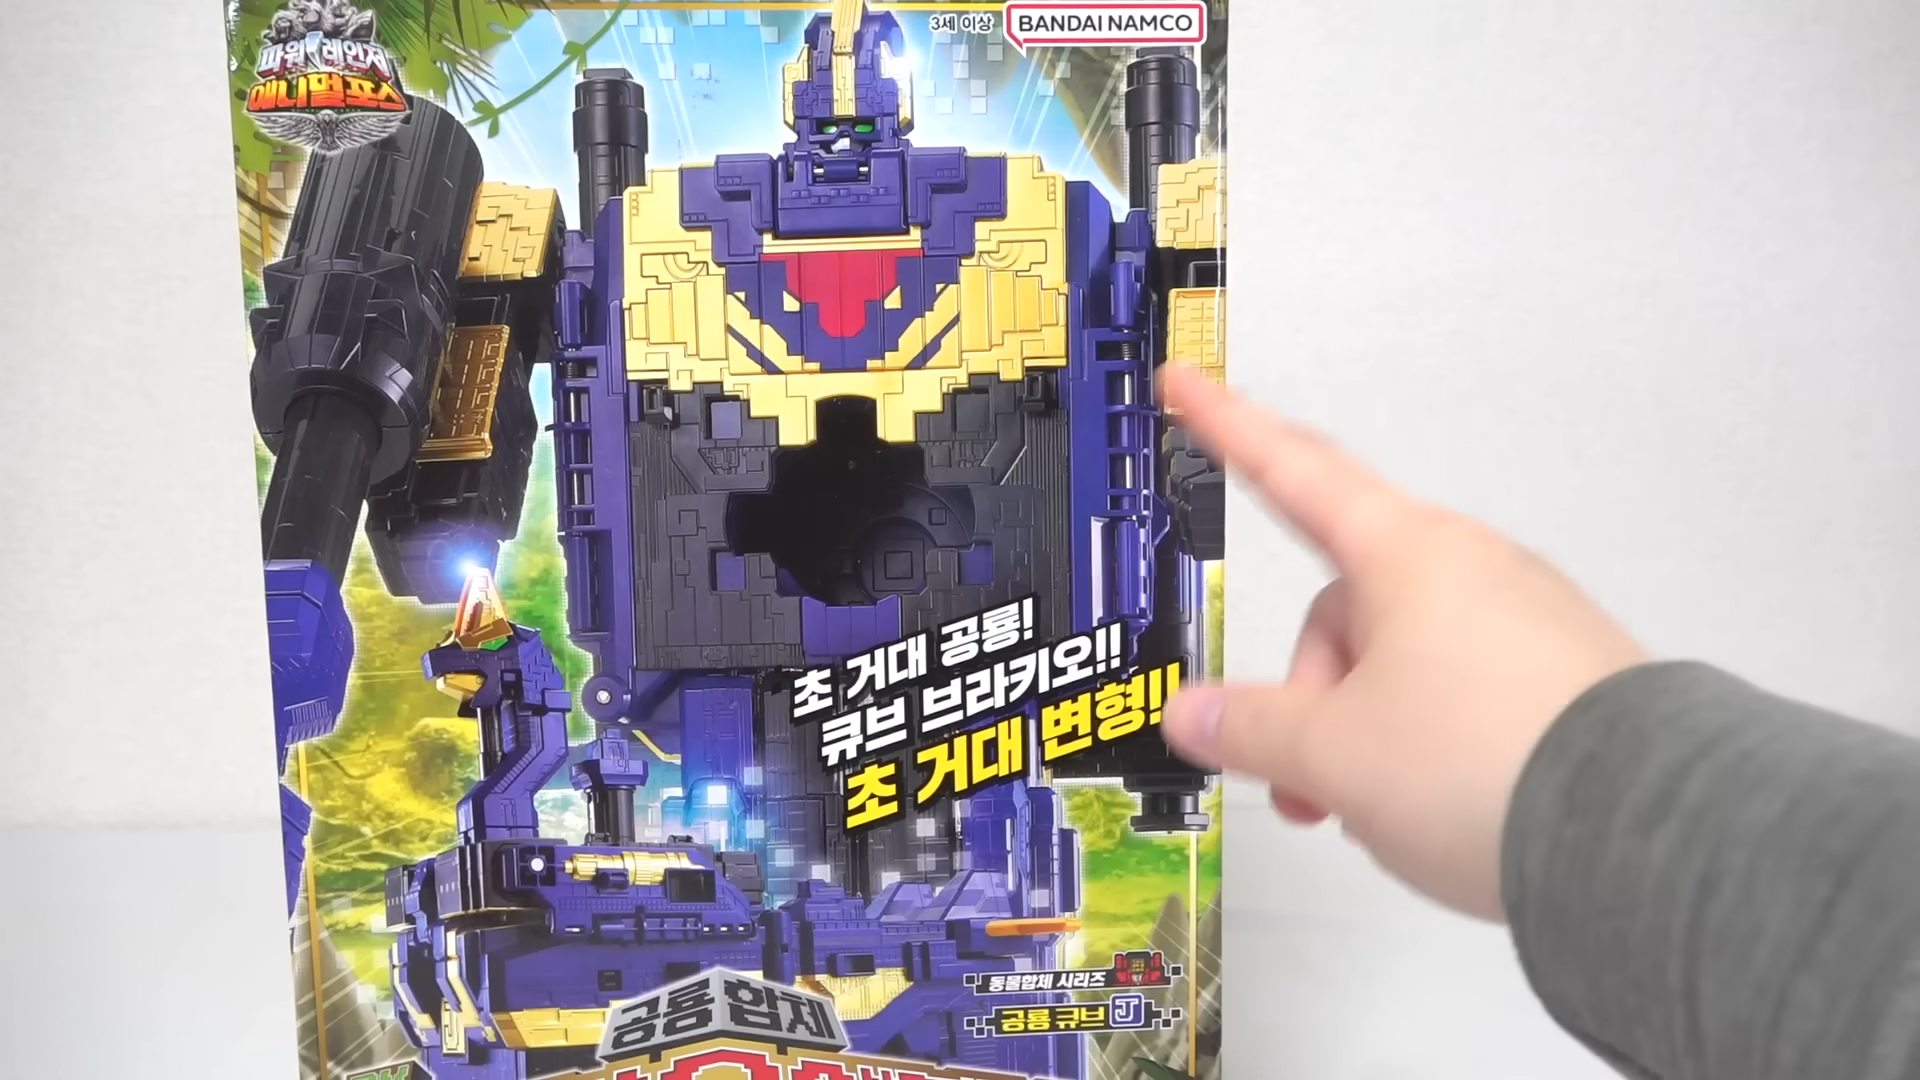 파워레인저
애니멀포스
3세 이상
BANDAI NAMCO
초 거대 공룡!
큐브 브라키오!!
초 거대 변형!!
동물합체 시리즈
공룡 큐브 J
공룡 합체